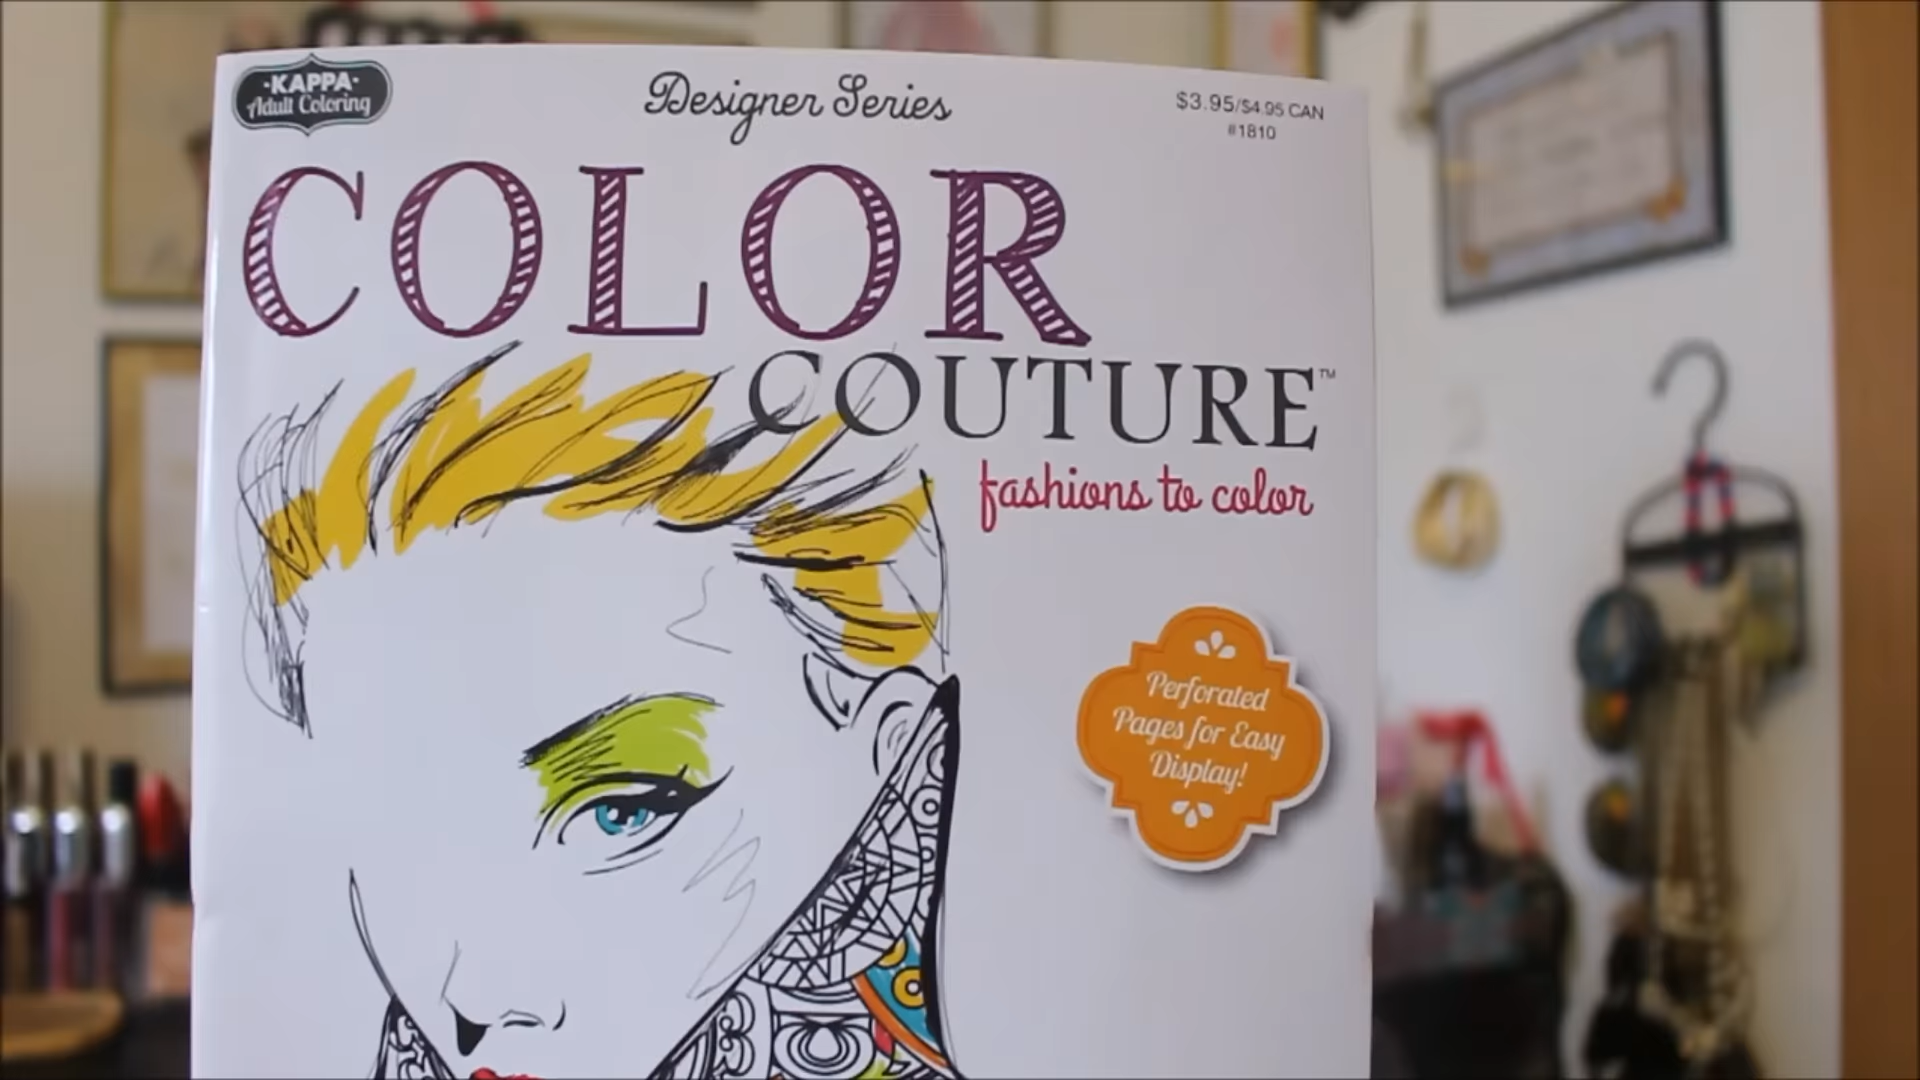 ·KAPPA·
Adult Coloring
Designer Series
$3.95/$4.95 CAN
#1810
COLOR
COUTURE™
fashions to color
Perforated
Pages for Easy
Display!